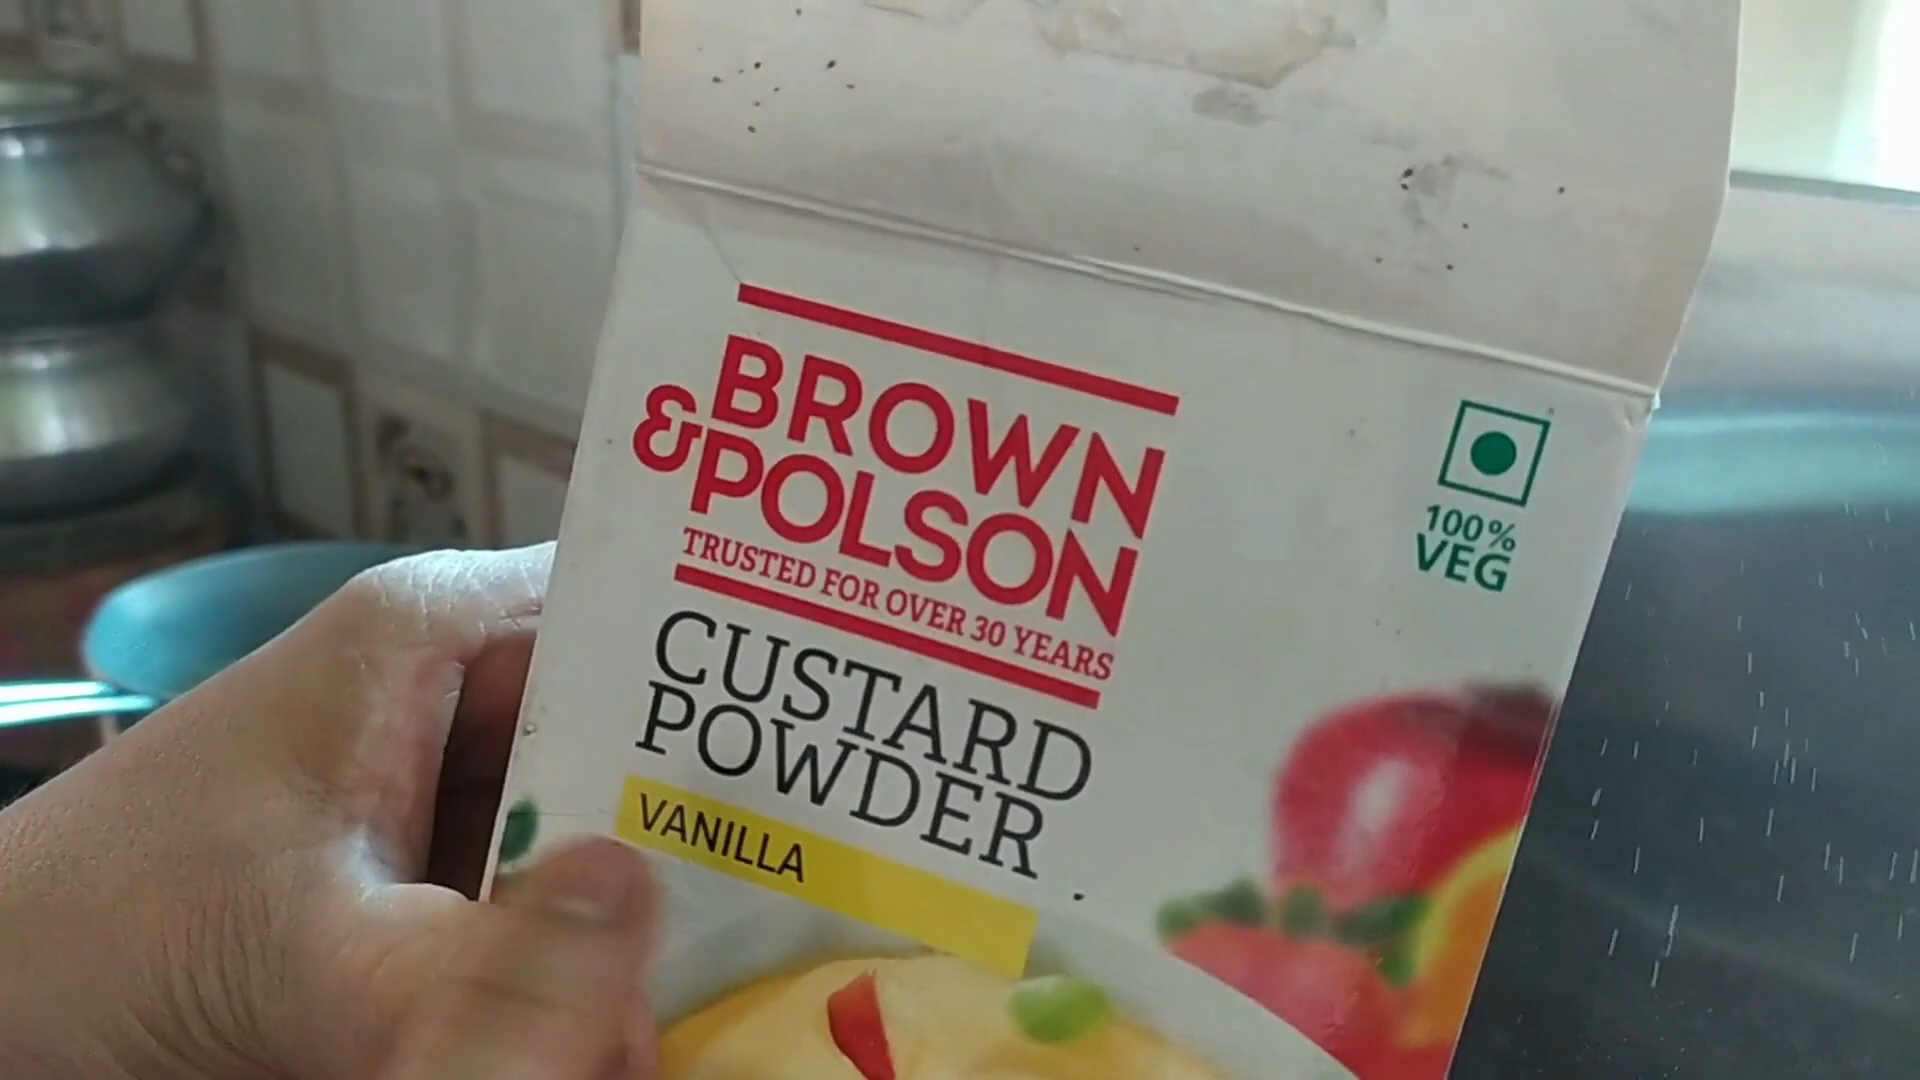 BROWN
&POLSON
TRUSTED FOR OVER 30 YEARS
CUSTARD
POWDER
VANILLA
100%
VEG